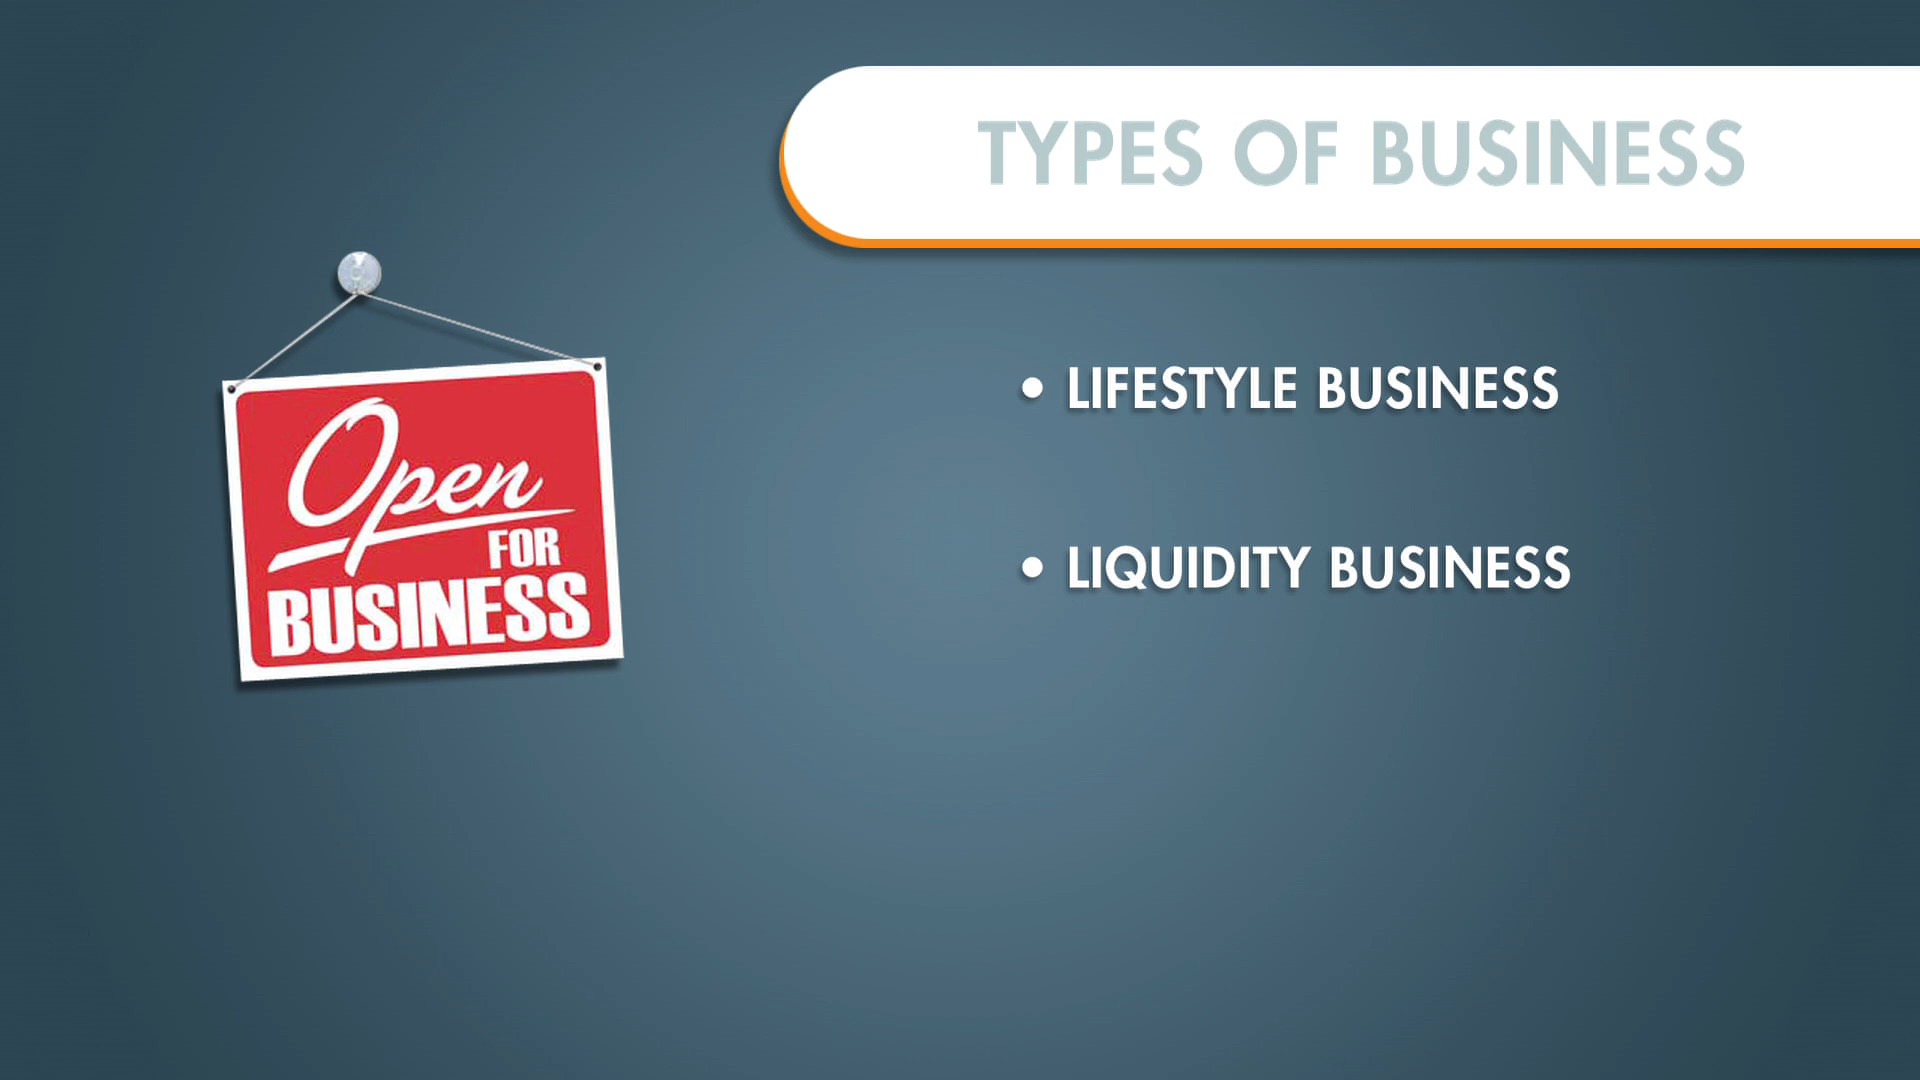 TYPES OF BUSINESS
Open
FOR
BUSINESS
• LIFESTYLE BUSINESS
• LIQUIDITY BUSINESS